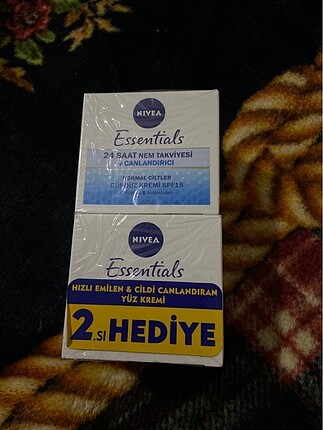 NIVEA
Essentials
24 SAAT NEM TAKVİYESİ
+ CANLANDIRICI
NORMAL CİLTLER
GÜNDÜZ KREMİ SPF15
NIVEA
Essentials
HIZLI EMİLEN & CİLDİ CANLANDIRAN
YÜZ KREMİ
2.Sİ HEDİYE